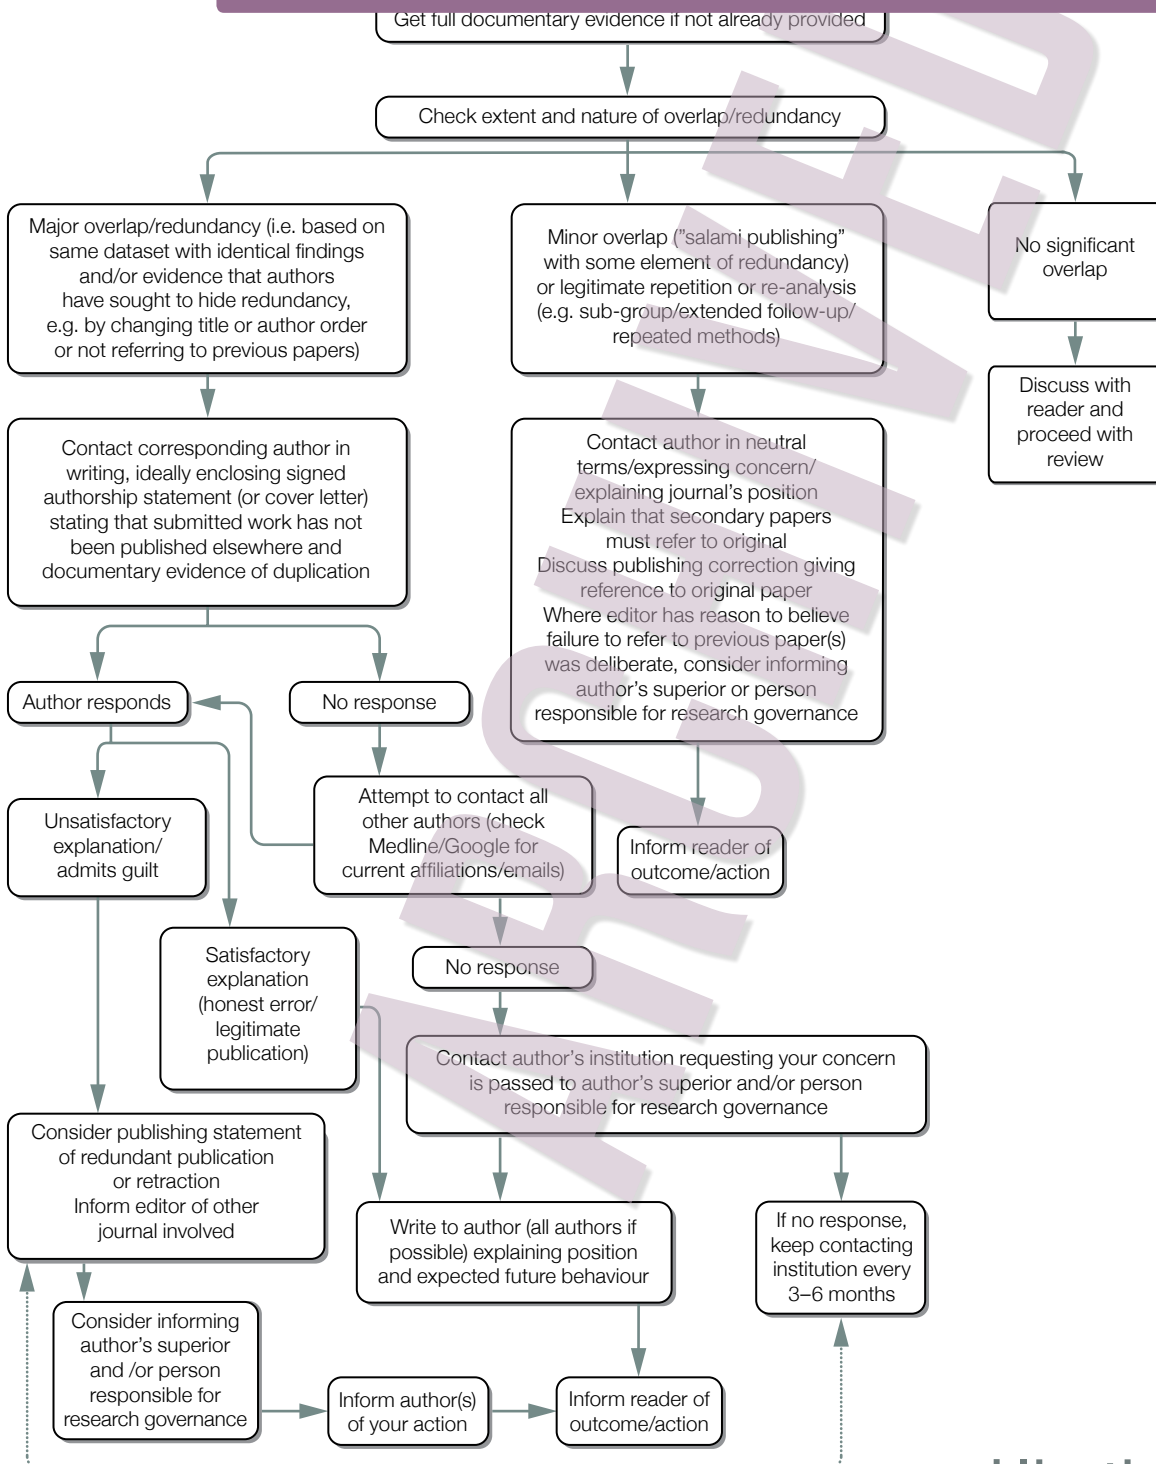 Get full documentary evidence if not already provided
Check extent and nature of overlap/redundancy
Major overlap/redundancy (i.e. based on
same dataset with identical findings
and/or evidence that authors
have sought to hide redundancy,
e.g. by changing title or author order
or not referring to previous papers)
Minor overlap ("salami publishing"
with some element of redundancy)
or legitimate repetition or re-analysis
(e.g. sub-group/extended follow-up/
repeated methods)
No significant
overlap
Discuss with
reader and
proceed with
review
Contact corresponding author in
writing, ideally enclosing signed
authorship statement (or cover letter)
stating that submitted work has not
been published elsewhere and
documentary evidence of duplication
Contact author's in neutral
terms/expressing concern/
explaining journal's position
Explain that secondary papers
must refer to original
Discuss publishing correction giving
reference to original paper
Where editor has reason to believe
failure to refer to previous paper(s)
was deliberate, consider informing
author's superior or person
responsible for research governance
Author responds
No response
Attempt to contact all
other authors (check
Medline/Google for
current affiliations/emails)
Unsatisfactory
explanation/
admits guilt
Inform reader of
outcome/action
Satisfactory
explanation
(honest error/
legitimate
publication)
No response
Contact author's institution requesting your concern
is passed to author's superior and/or person
responsible for research governance
Consider publishing statement
of redundant publication
or retraction
Inform editor of other
journal involved
Write to author (all authors if
possible) explaining position
and expected future behaviour
If no response,
keep contacting
institution every
3–6 months
Consider informing
author's superior
and /or person
responsible for
research governance
Inform author(s)
of your action
Inform reader of
outcome/action
ARCHIVED